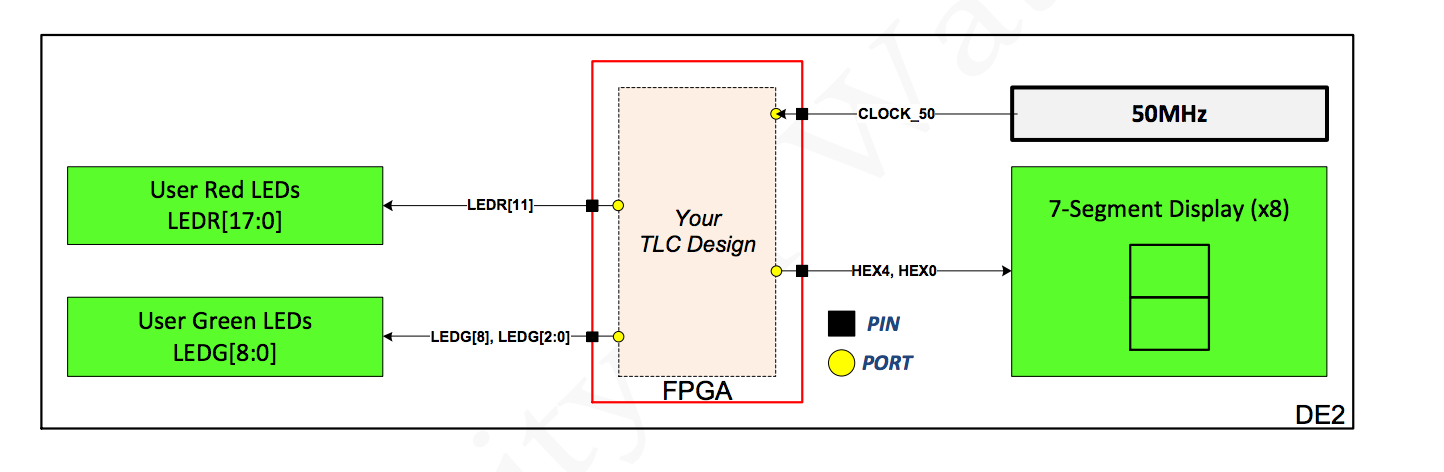 CLOCK_50
50MHz
User Red LEDs
LEDR[17:0]
LEDR[11]
Your
TLC Design
7-Segment Display (x8)
HEX4, HEX0
User Green LEDs
LEDG[8:0]
LEDG[8], LEDG[2:0]
PIN
PORT
FPGA
DE2